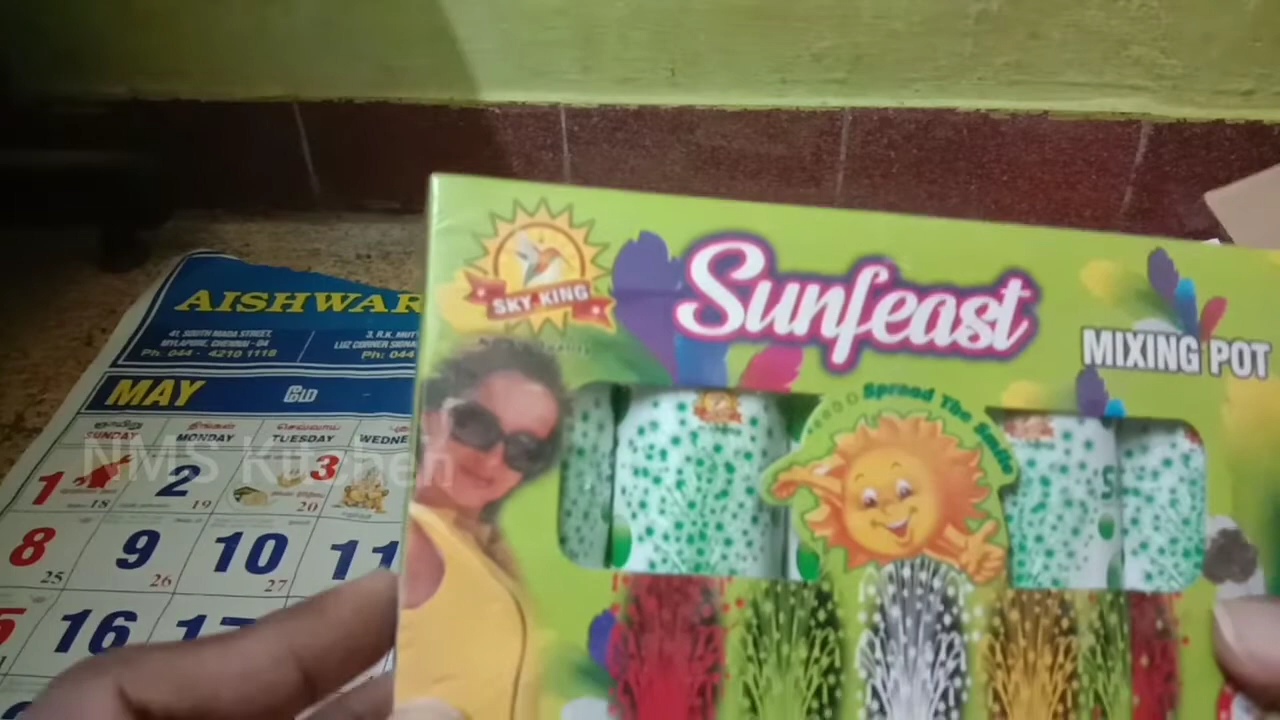 SKY KING
Sunfeast
MIXING POT
Spread The Smile
AISHWAR
41, SOUTH MADA STREET,
MYLAPORE, CHENNAI - 04
Ph: 044 - 4210 1118
3, R.K. MUT
LUZ CORNER SIGNA
Ph: 044
MAY மே
ஞாயிறு திங்கள் செவ்வாய்
SUNDAY MONDAY TUESDAY WEDNE
NMS Kitchen
1 2 3
18 19 20
8 9 10 11
25 26 27
16 17